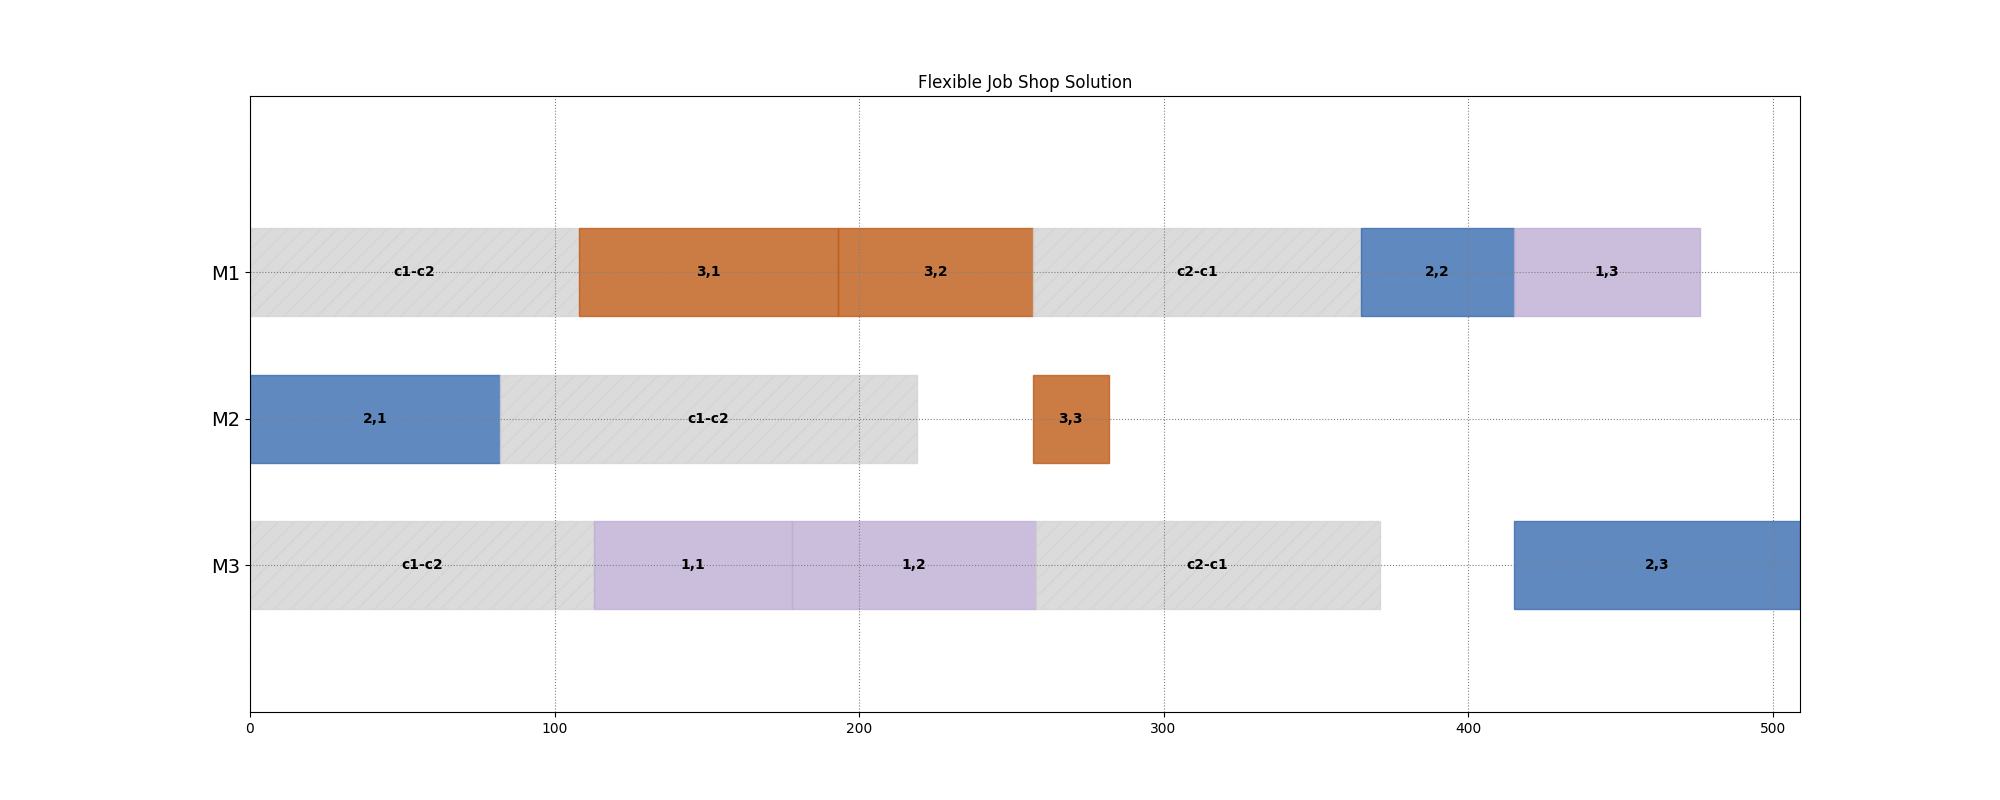 Flexible Job Shop Solution
M1 c1-c2 3,1 3,2 c2-c1 2,2 1,3
M2 2,1 c1-c2 3,3
M3 c1-c2 1,1 1,2 c2-c1 2,3
0 100 200 300 400 500